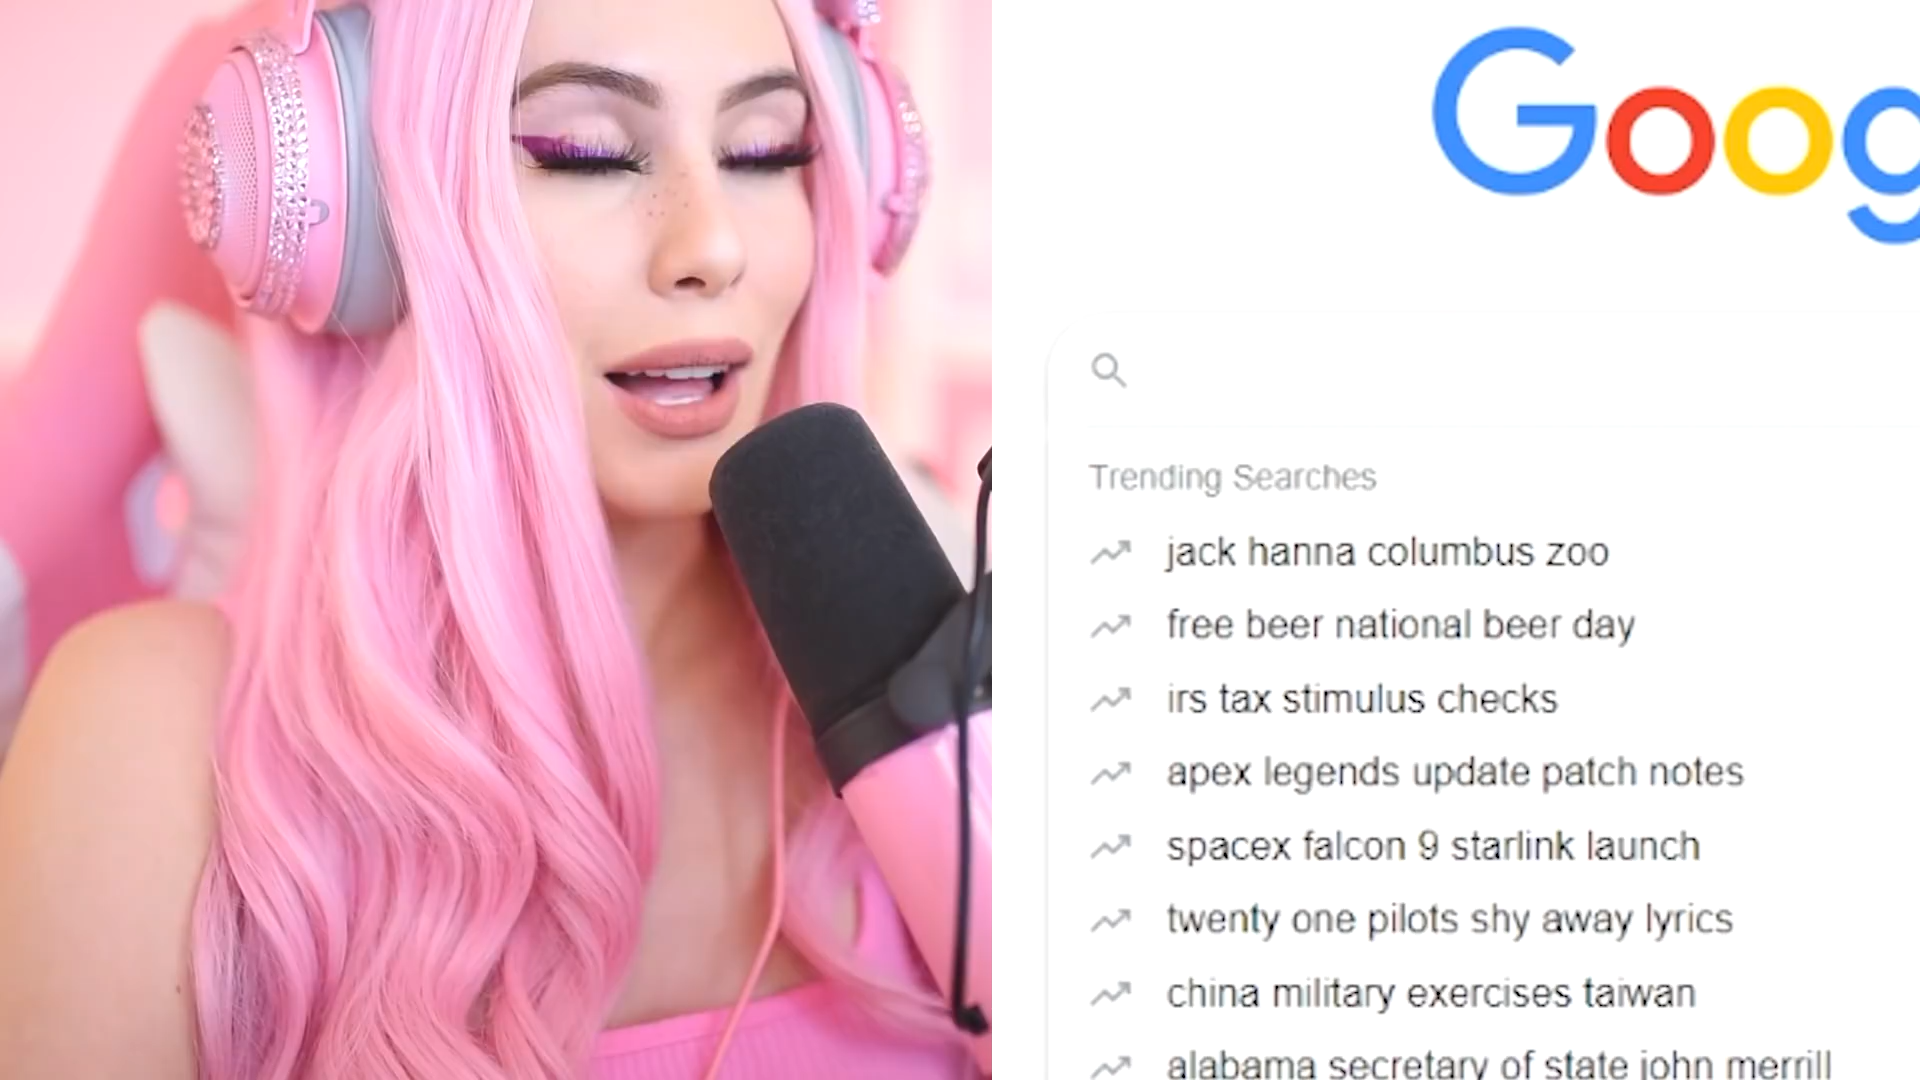 Goog
Trending Searches
jack hanna columbus zoo
free beer national beer day
irs tax stimulus checks
apex legends update patch notes
spacex falcon 9 starlink launch
twenty one pilots shy away lyrics
china military exercises taiwan
alabama secretary of state john merrill